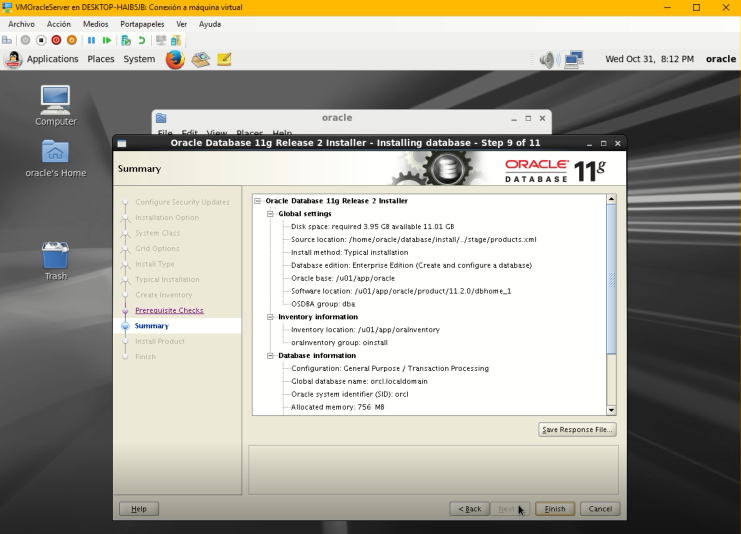 VMOracleServer en DESKTOP-HAIB5JB: Conexión a máquina virtual
Archivo Acción Medios Portapapeles Ver Ayuda
Applications Places System Wed Oct 31, 8:12 PM oracle
Computer
oracle's Home
Trash
oracle
File Edit View Places Help
Oracle Database 11g Release 2 Installer - Installing database - Step 9 of 11
Summary
ORACLE DATABASE 11g
Configure Security Updates
Installation Option
System Class
Grid Options
Install Type
Typical Installation
Create Inventory
Prerequisite Checks
Summary
Install Product
Finish
Oracle Database 11g Release 2 Installer
Global settings
Disk space: required 3.95 GB available 11.01 GB
Source location: /home/oracle/database/install/../stage/products.xml
Install method: Typical installation
Database edition: Enterprise Edition (Create and configure a database)
Oracle base: /u01/app/oracle
Software location: /u01/app/oracle/product/11.2.0/dbhome_1
OSDBA group: dba
Inventory information
Inventory location: /u01/app/oraInventory
oraInventory group: oinstall
Database information
Configuration: General Purpose / Transaction Processing
Global database name: orcl.localdomain
Oracle system identifier (SID): orcl
Allocated memory: 756 MB
Save Response File...
Help < Back Next Finish Cancel